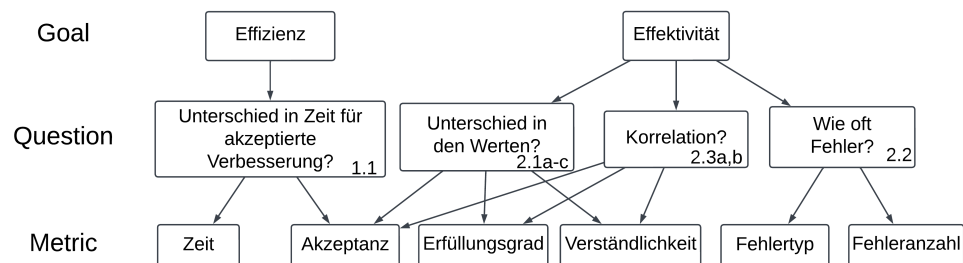 Goal
Effizienz
Effektivität
Question
Unterschied in Zeit für
akzeptierte
Verbesserung?
1.1
Unterschied in
den Werten?
2.1a-c
Korrelation?
2.3a,b
Wie oft
Fehler?
2.2
Metric
Zeit
Akzeptanz
Erfüllungsgrad
Verständlichkeit
Fehlertyp
Fehleranzahl